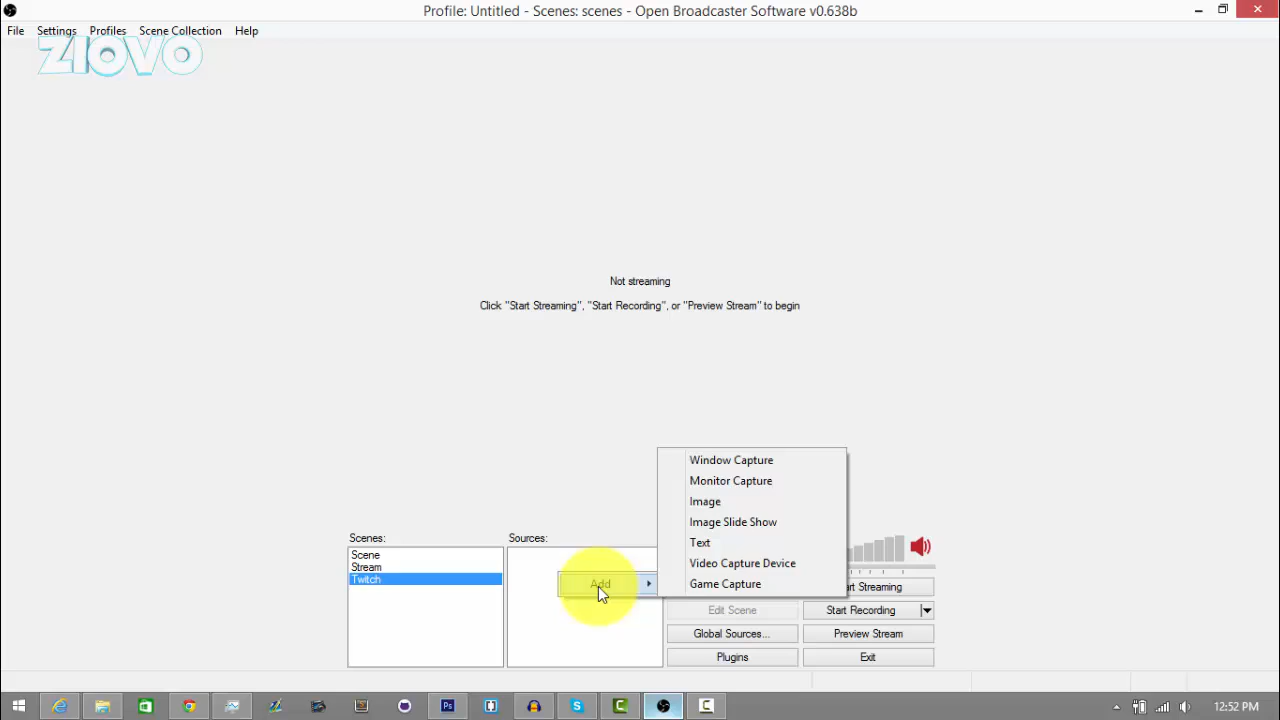 Profile: Untitled - Scenes: scenes - Open Broadcaster Software v0.638b
File Settings Profiles Scene Collection Help
ZIOVO
Not streaming
Click "Start Streaming", "Start Recording", or "Preview Stream" to begin
Window Capture
Monitor Capture
Image
Image Slide Show
Text
Video Capture Device
Game Capture
Scenes:
Scene
Stream
Twitch
Sources:
Add
rt Streaming
Edit Scene
Start Recording
Global Sources...
Preview Stream
Plugins
Exit
Ps
12:52 PM